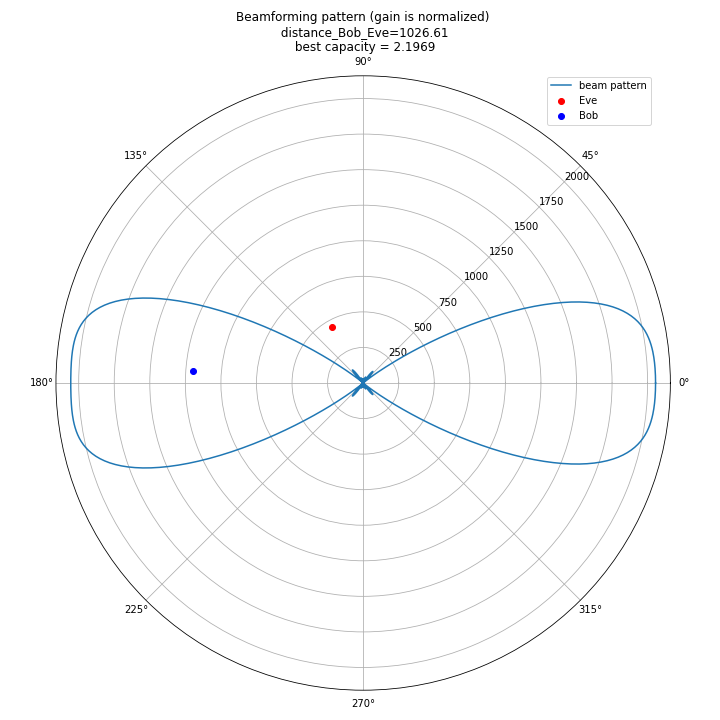 Beamforming pattern (gain is normalized)
distance_Bob_Eve=1026.61
best capacity = 2.1969
90°
beam pattern
Eve
Bob
135°
45°
2000
1750
1500
1250
1000
750
500
250
180°
0°
225°
315°
270°